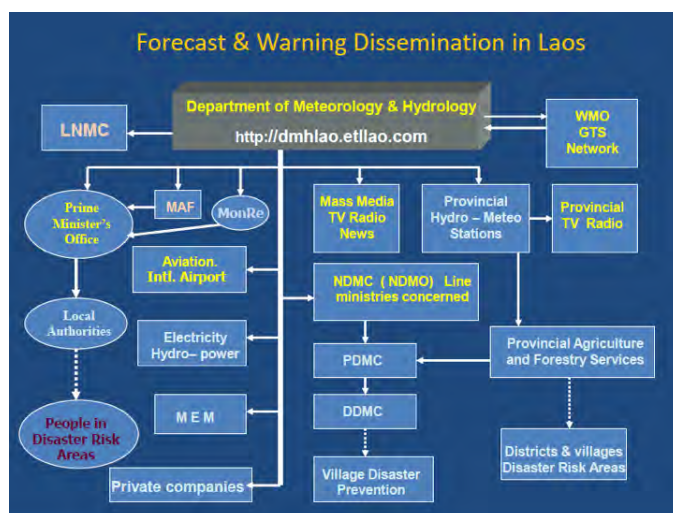 Forecast & Warning Dissemination in Laos
Department of Meteorology & Hydrology
http://dmhlao.etllao.com
LNMC
WMO
GTS
Network
Prime
Minister's
Office
MAF
MonRe
Mass Media
TV Radio
News
Provincial
Hydro – Meteo
Stations
Provincial
TV Radio
Aviation.
Intl. Airport
NDMC ( NDMO) Line
ministries concerned
Local
Authorities
Electricity
Hydro– power
PDMC
Provincial Agriculture
and Forestry Services
M E M
DDMC
People in
Disaster Risk
Areas
Private companies
Village Disaster
Prevention
Districts & villages
Disaster Risk Areas